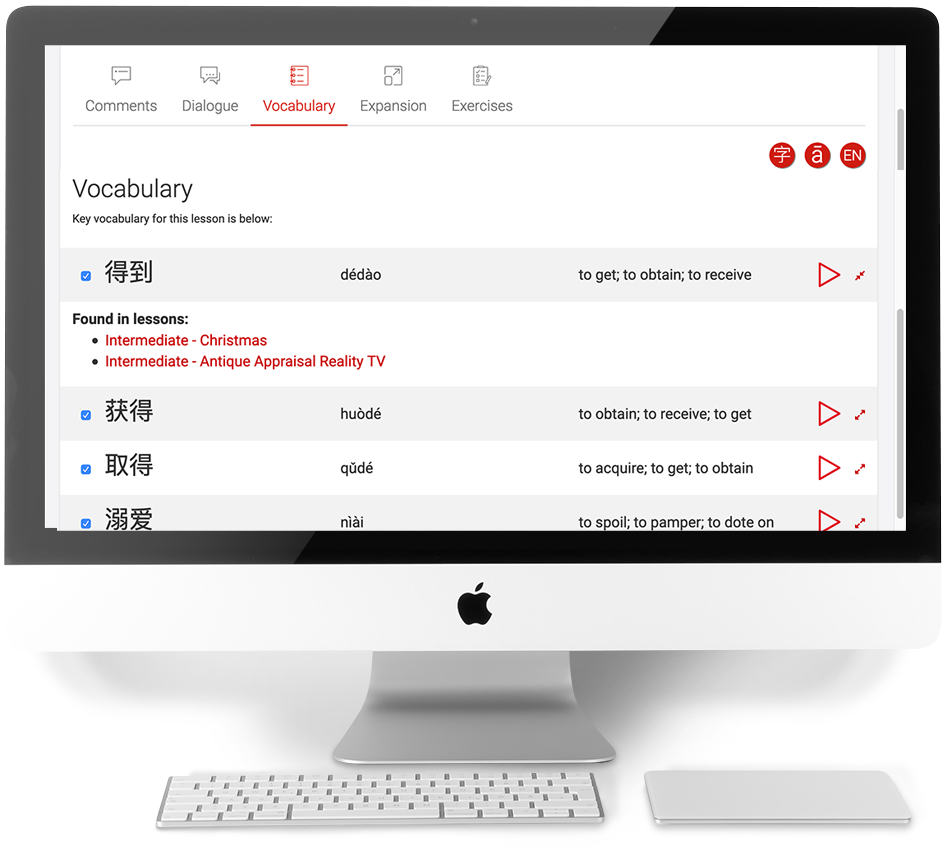 Comments Dialogue Vocabulary Expansion Exercises
字 ā EN
Vocabulary
Key vocabulary for this lesson is below:
得到 dédào to get; to obtain; to receive
Found in lessons:
Intermediate - Christmas
Intermediate - Antique Appraisal Reality TV
获得 huòdé to obtain; to receive; to get
取得 qǔdé to acquire; to get; to obtain
溺爱 nìài to spoil; to pamper; to dote on